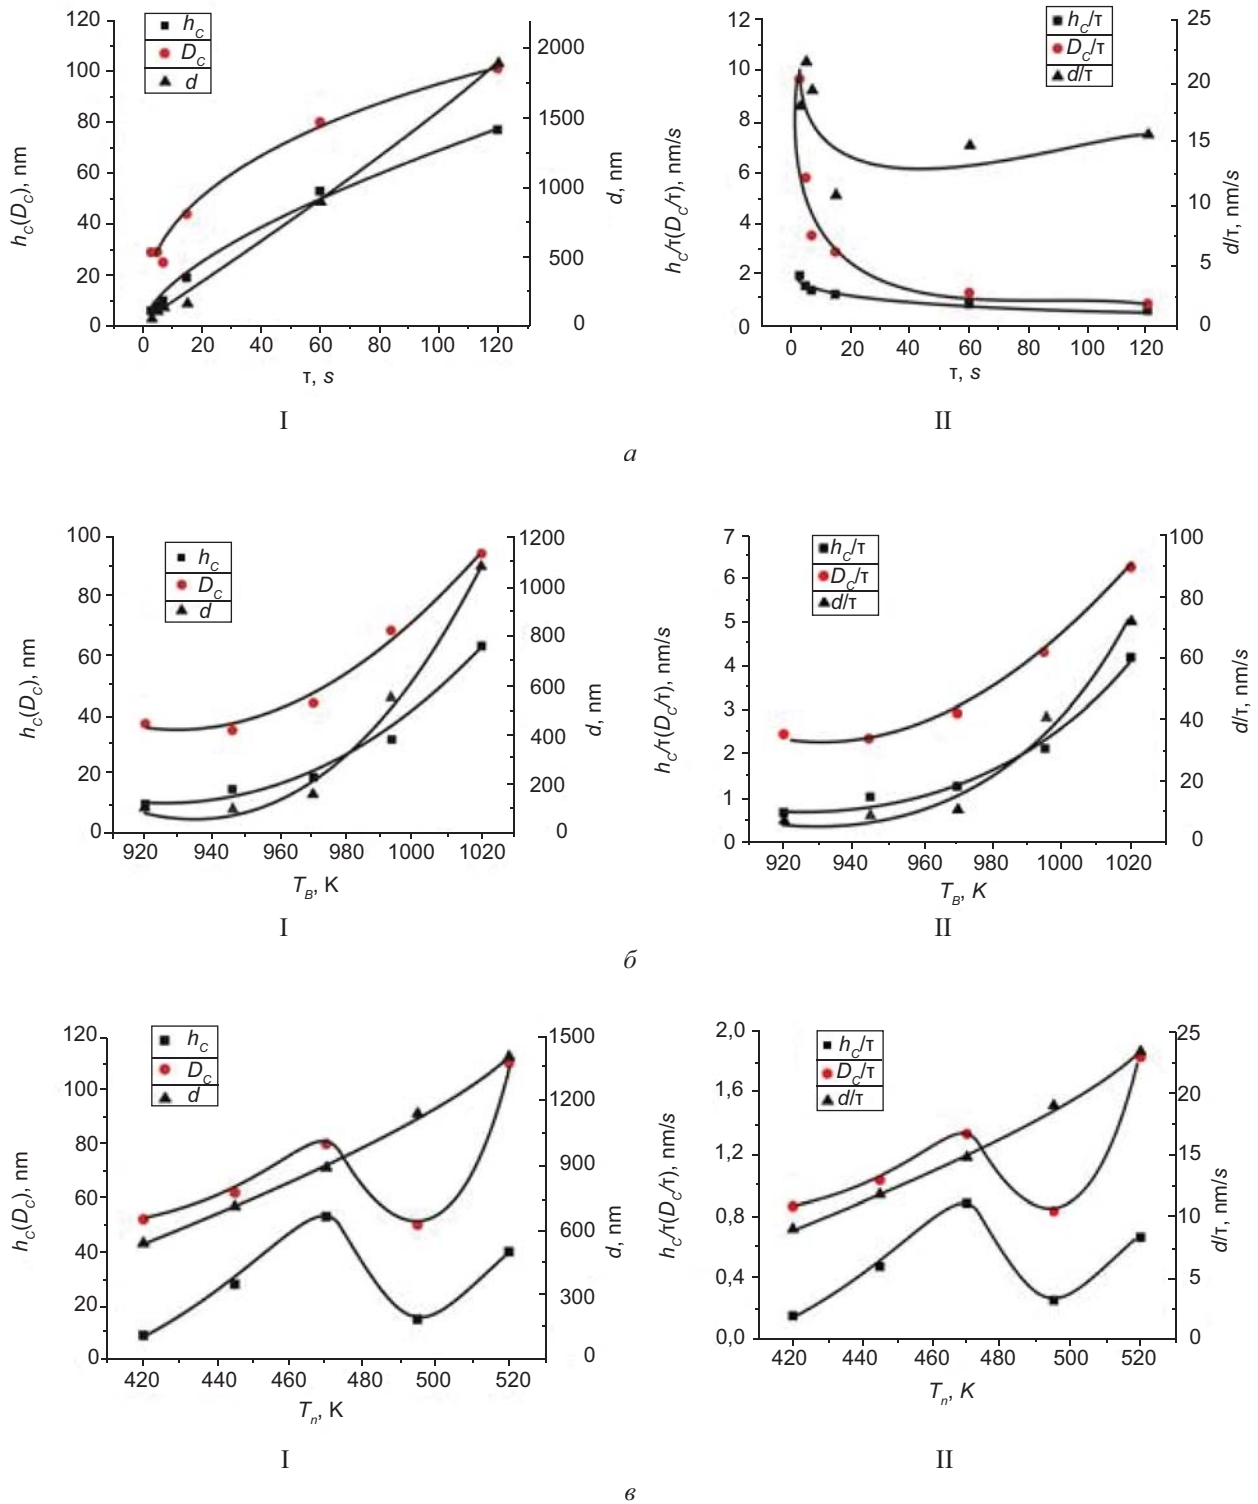 h_C
D_C
d
120
100
80
60
40
20
0
h_C(D_C), nm
2000
1500
1000
500
0
d, nm
0 20 40 60 80 100 120
τ, s
I
h_C/τ
D_C/τ
d/τ
12
10
8
6
4
2
0
h_C/τ(D_C/τ), nm/s
25
20
15
10
5
0
d/τ, nm/s
0 20 40 60 80 100 120
τ, s
II
а
h_C
D_C
d
100
80
60
40
20
0
h_C(D_C), nm
1200
1000
800
600
400
200
0
d, nm
920 940 960 980 1000 1020
T_B, K
I
h_C/τ
D_C/τ
d/τ
7
6
5
4
3
2
1
0
h_C/τ(D_C/τ), nm/s
100
80
60
40
20
0
d/τ, nm/s
920 940 960 980 1000 1020
T_B, K
II
б
h_C
D_C
d
120
100
80
60
40
20
0
h_C(D_C), nm
1500
1200
900
600
300
0
d, nm
420 440 460 480 500 520
T_n, K
I
h_C/τ
D_C/τ
d/τ
2,0
1,6
1,2
0,8
0,4
0,0
h_C/τ(D_C/τ), nm/s
25
20
15
10
5
0
d/τ, nm/s
420 440 460 480 500 520
T_n, K
II
в